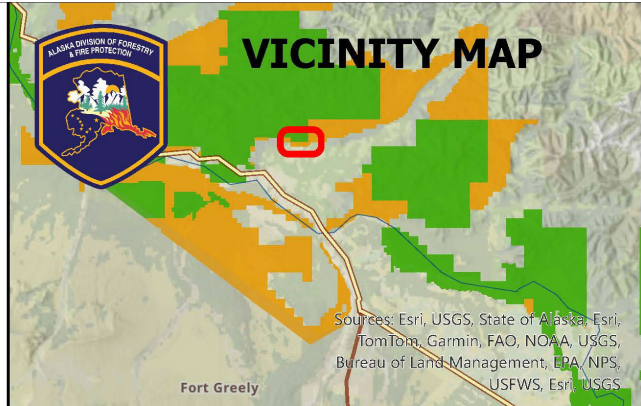 ALASKA DIVISION OF FORESTRY
& FIRE PROTECTION
VICINITY MAP
Sources: Esri, USGS, State of Alaska, Esri,
TomTom, Garmin, FAO, NOAA, USGS,
Bureau of Land Management, EPA, NPS,
USFWS, Esri, USGS
Fort Greely